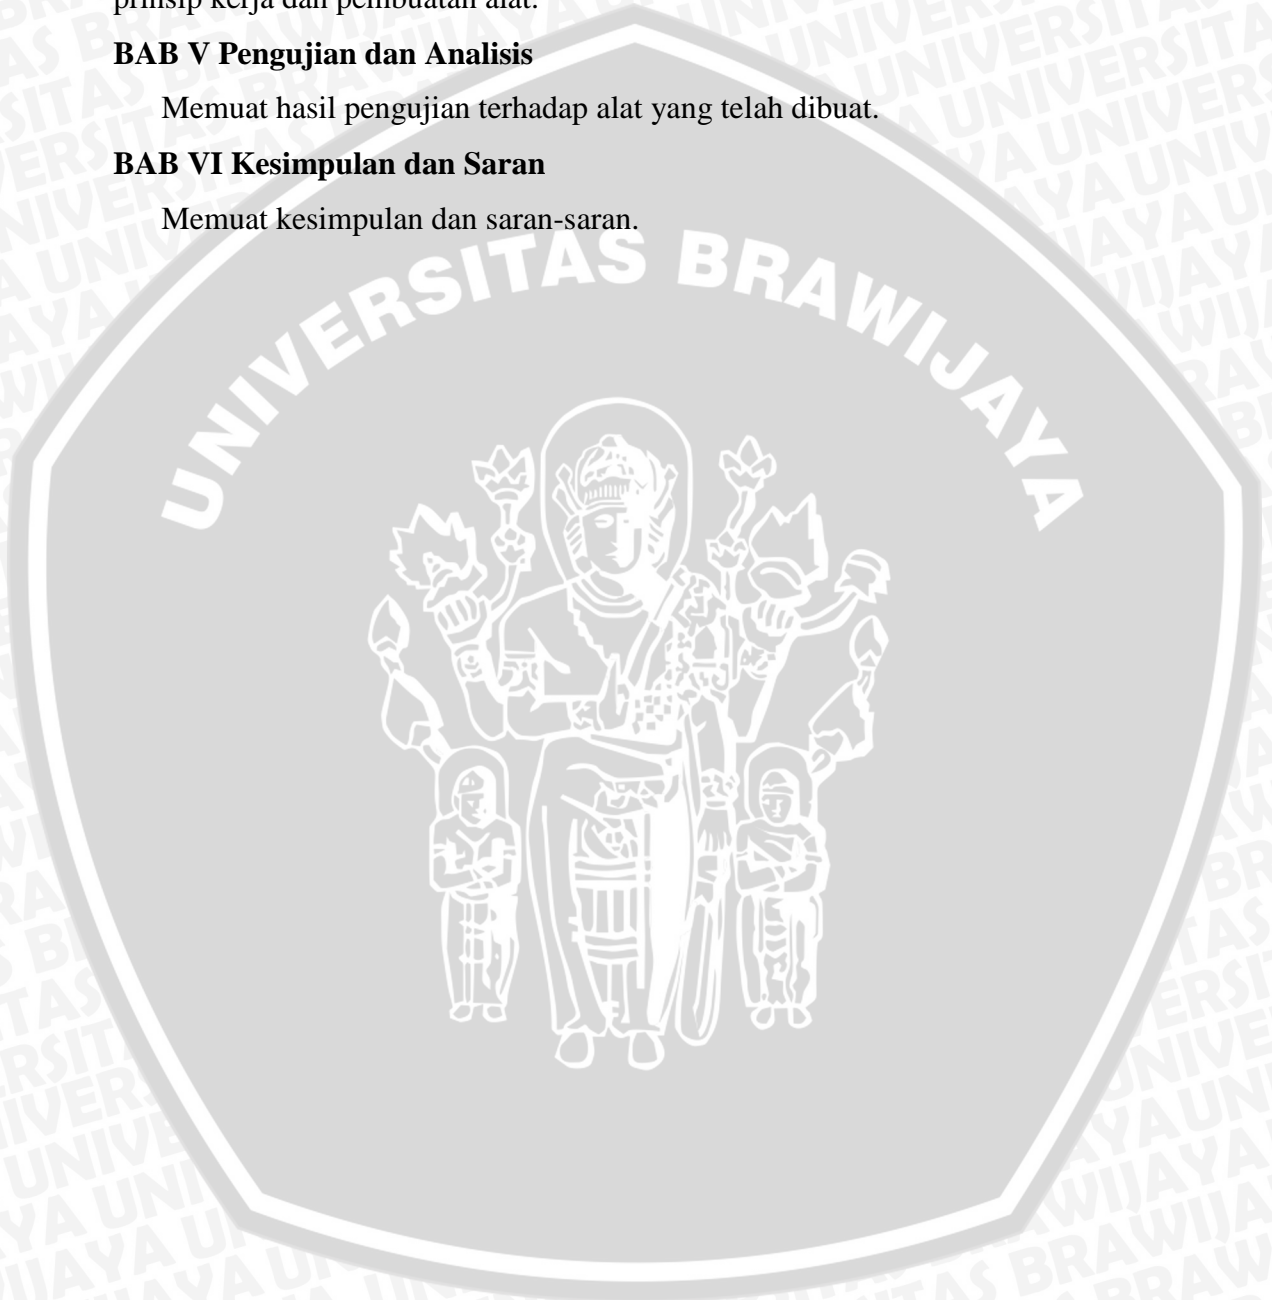 prinsip kerja dan pembuatan alat.
BAB V Pengujian dan Analisis
Memuat hasil pengujian terhadap alat yang telah dibuat.
BAB VI Kesimpulan dan Saran
Memuat kesimpulan dan saran-saran.
UNIVERSITAS BRAWIJAYA